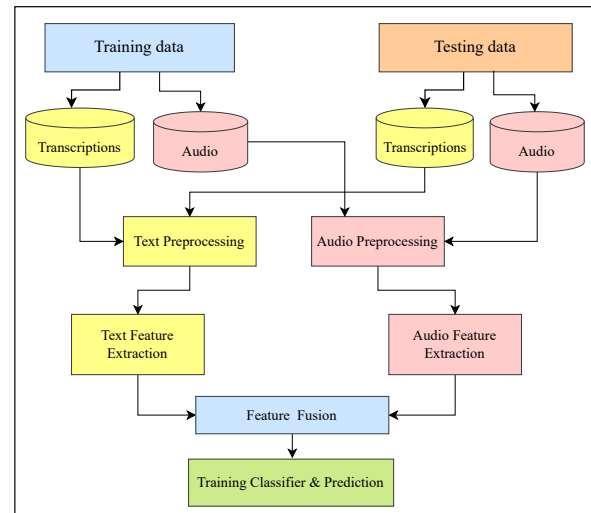 Training data
Testing data
Transcriptions
Audio
Transcriptions
Audio
Text Preprocessing
Audio Preprocessing
Text Feature
Extraction
Audio Feature
Extraction
Feature Fusion
Training Classifier & Prediction